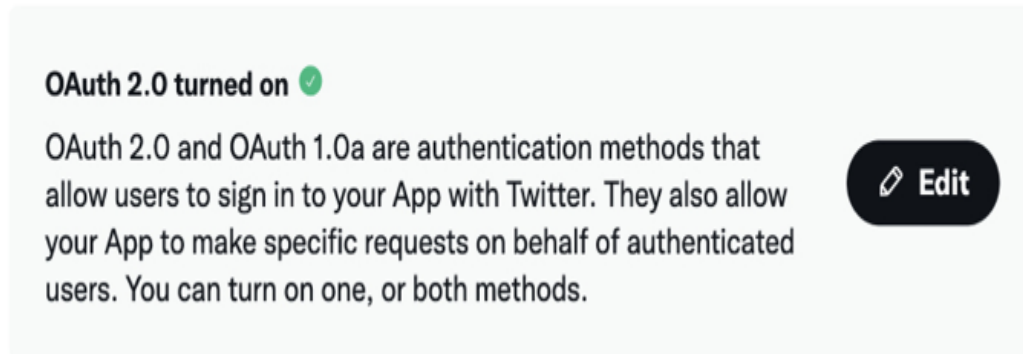 OAuth 2.0 turned on
OAuth 2.0 and OAuth 1.0a are authentication methods that
allow users to sign in to your App with Twitter. They also allow
your App to make specific requests on behalf of authenticated
users. You can turn on one, or both methods.
Edit